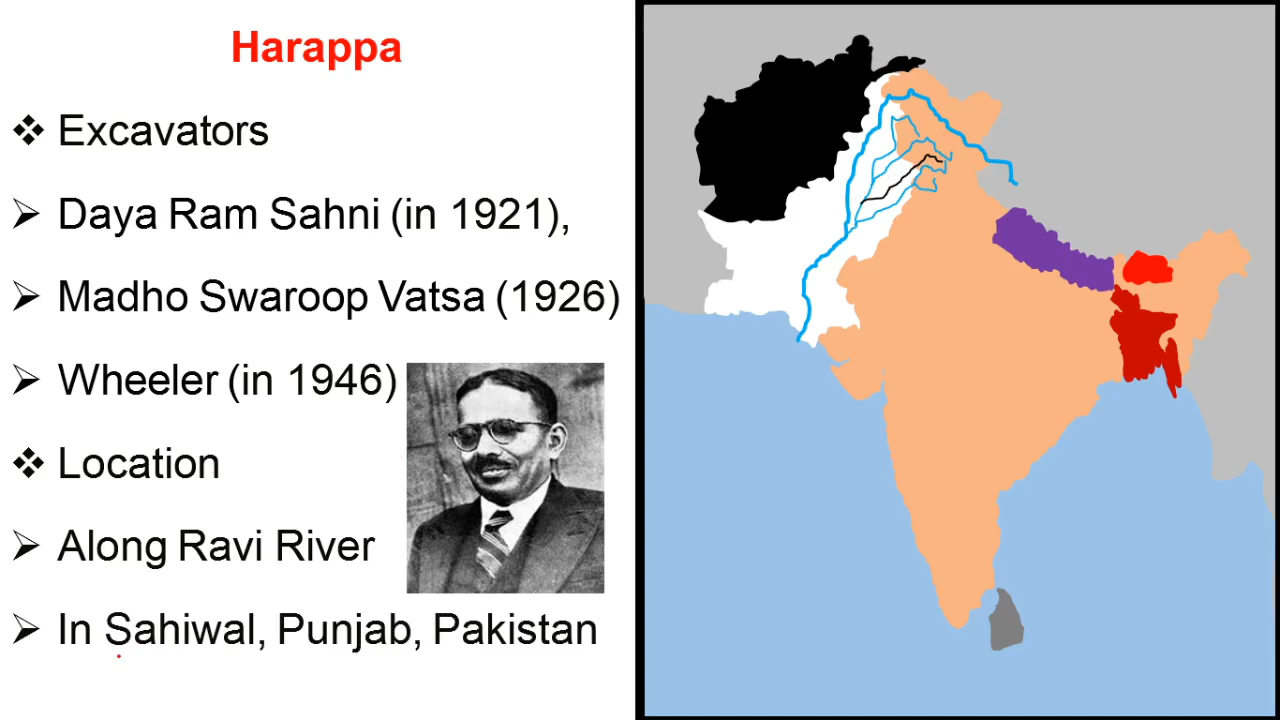 Harappa
❖ Excavators
➢ Daya Ram Sahni (in 1921),
➢ Madho Swaroop Vatsa (1926)
➢ Wheeler (in 1946)
❖ Location
➢ Along Ravi River
➢ In Sahiwal, Punjab, Pakistan